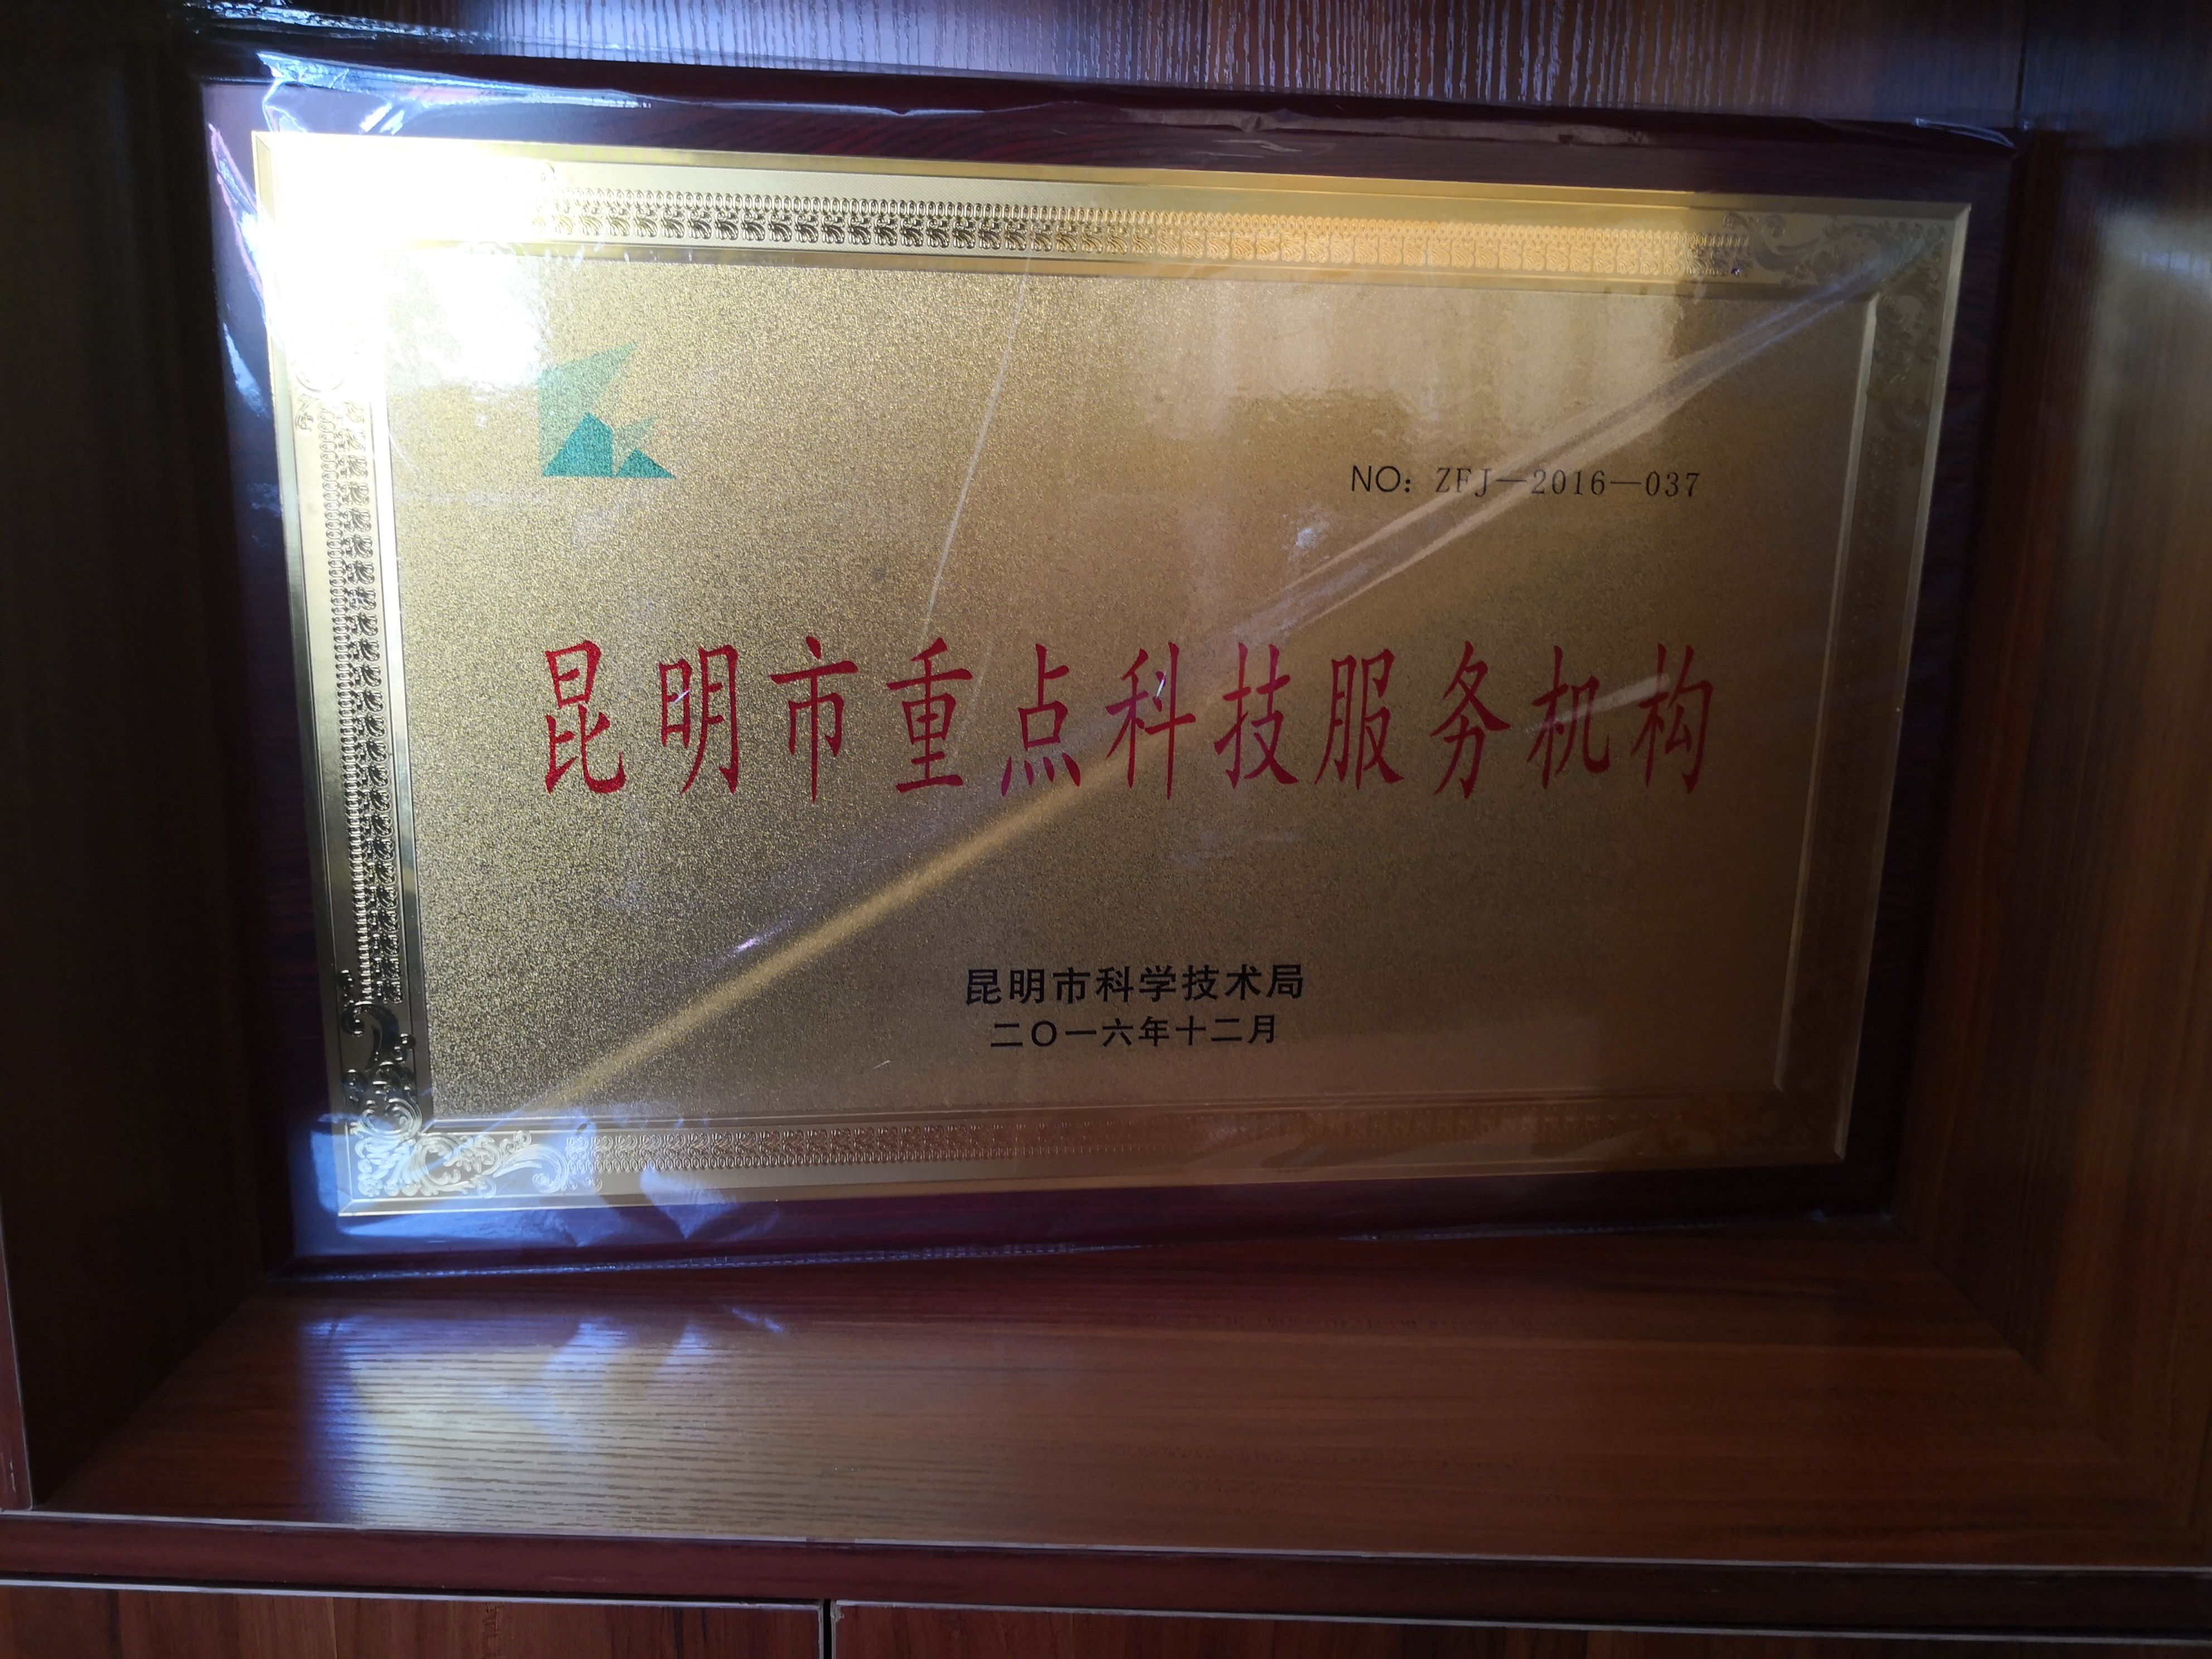 NO: ZFJ—2016—037
昆明市重点科技服务机构
昆明市科学技术局
二〇一六年十二月